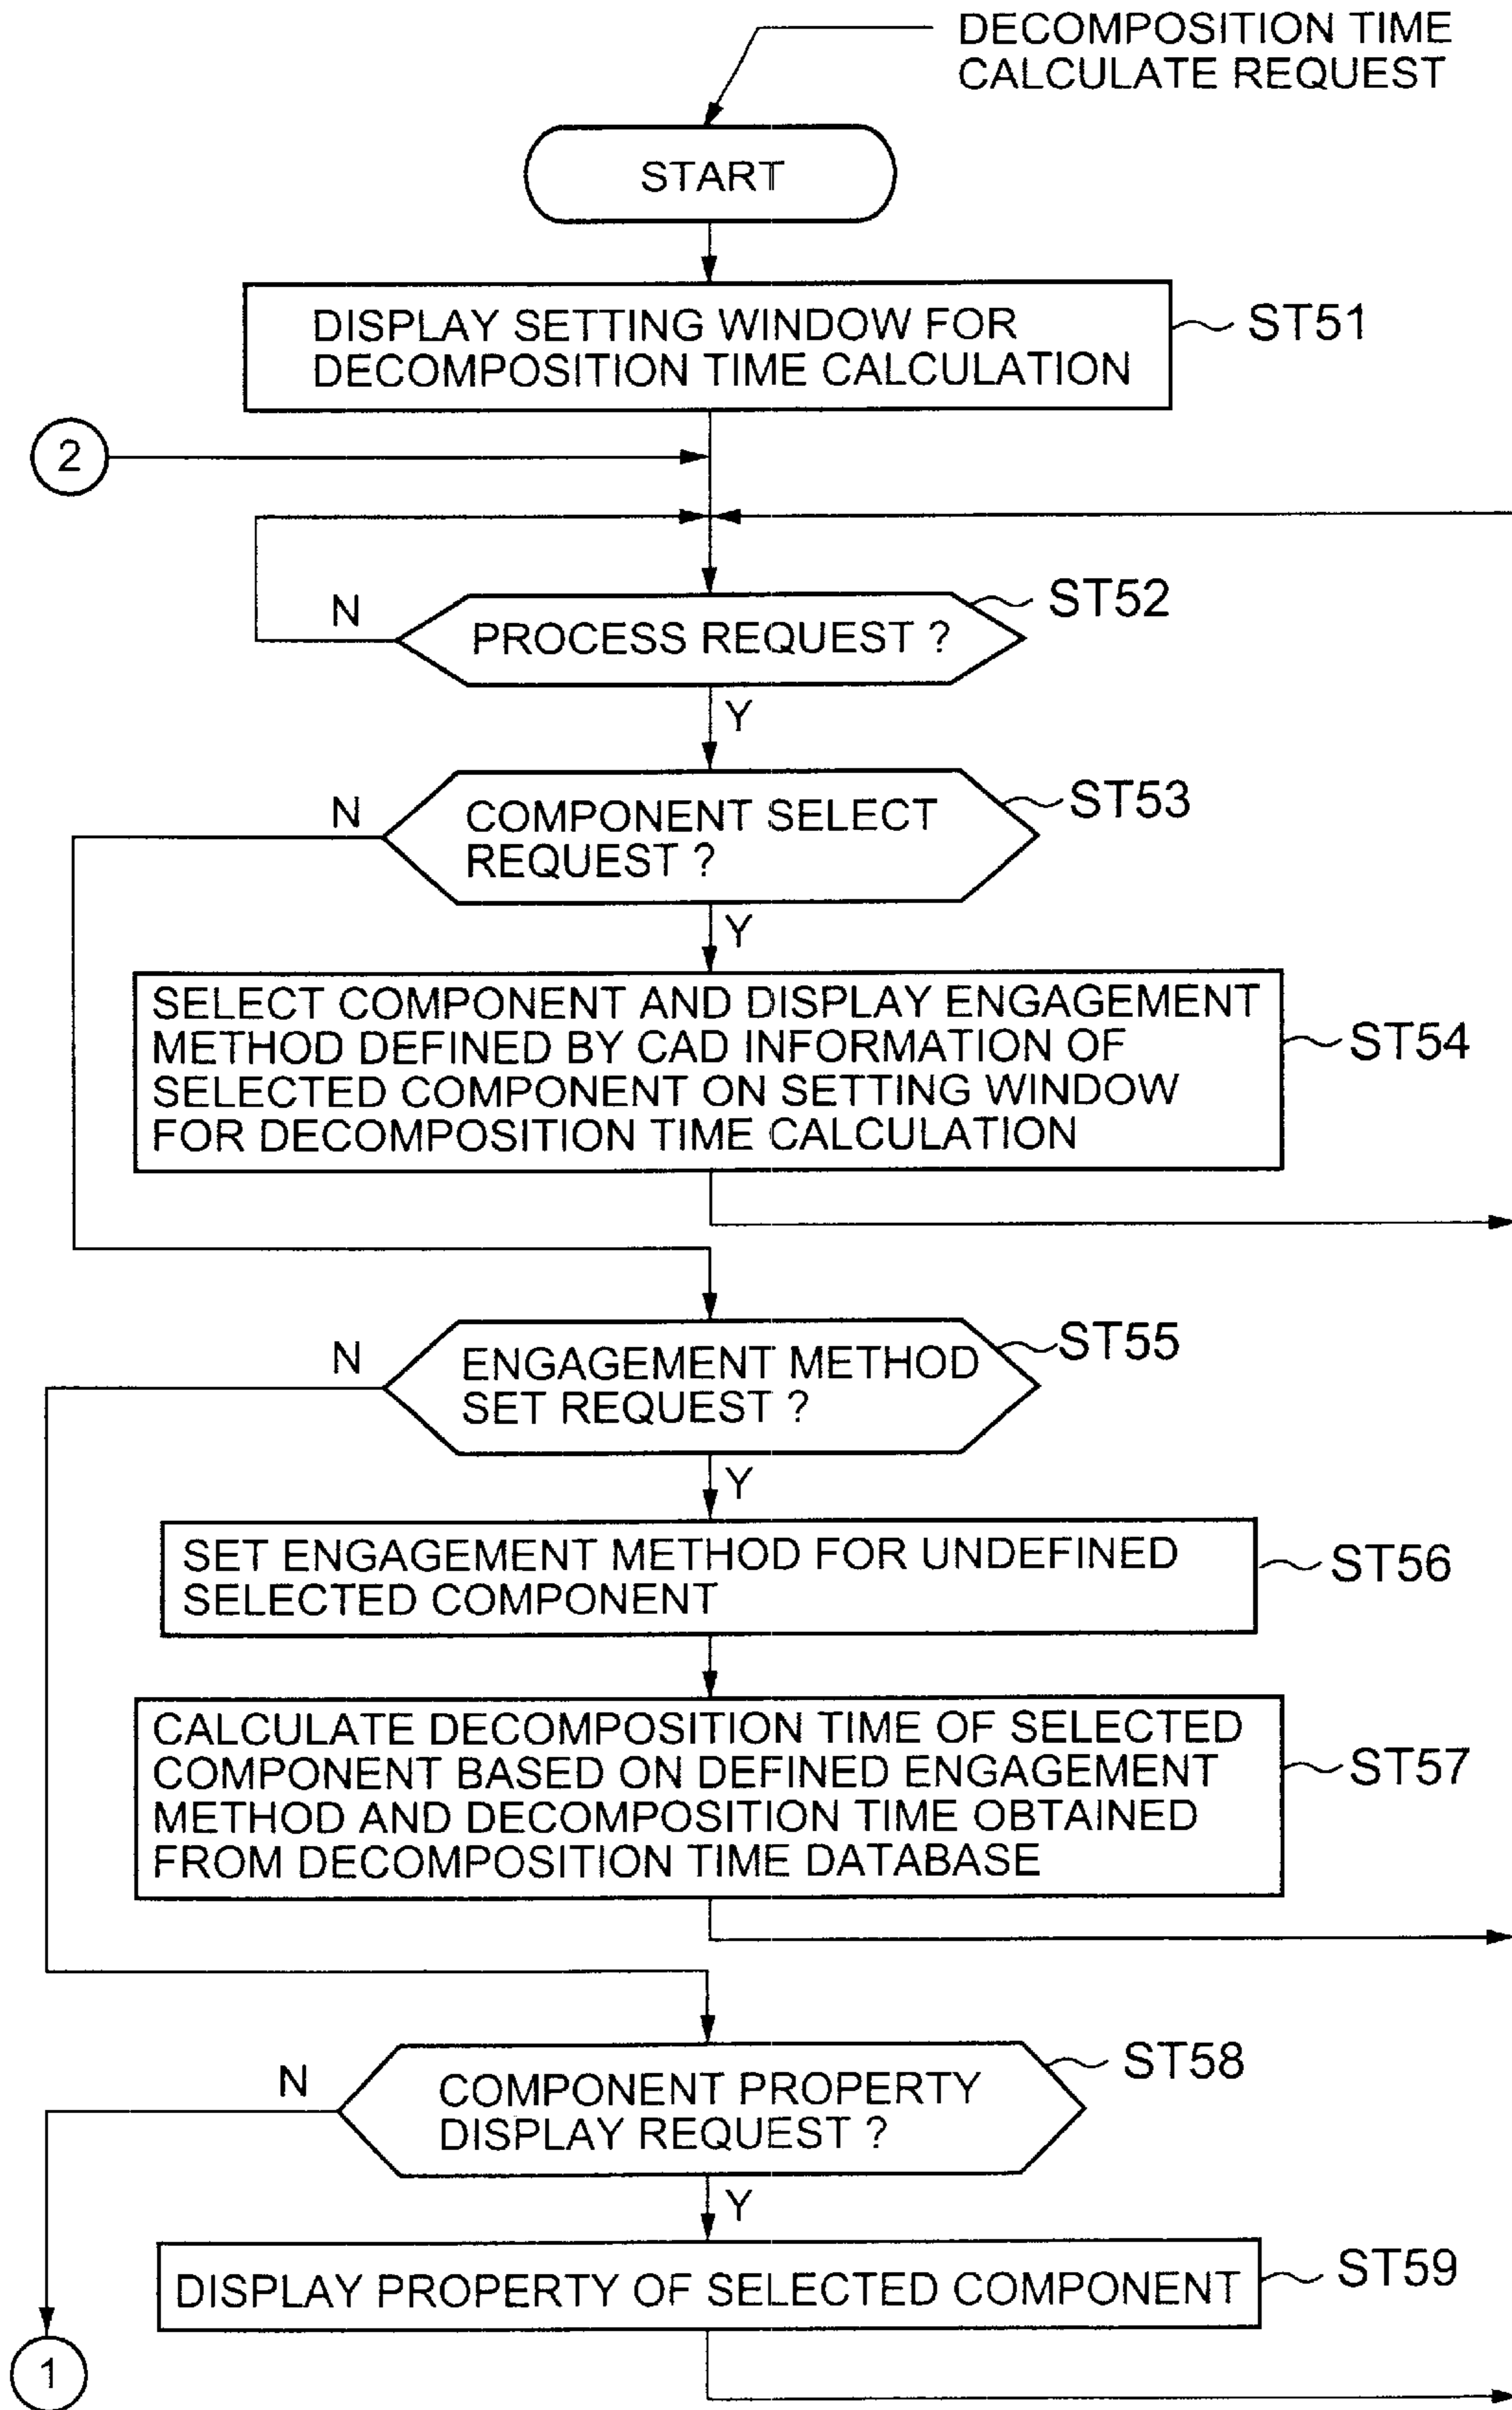 DECOMPOSITION TIME
CALCULATE REQUEST
START
DISPLAY SETTING WINDOW FOR
DECOMPOSITION TIME CALCULATION
ST51
2
N
PROCESS REQUEST ?
ST52
Y
N
COMPONENT SELECT
REQUEST ?
ST53
Y
SELECT COMPONENT AND DISPLAY ENGAGEMENT
METHOD DEFINED BY CAD INFORMATION OF
SELECTED COMPONENT ON SETTING WINDOW
FOR DECOMPOSITION TIME CALCULATION
ST54
N
ENGAGEMENT METHOD
SET REQUEST ?
ST55
Y
SET ENGAGEMENT METHOD FOR UNDEFINED
SELECTED COMPONENT
ST56
CALCULATE DECOMPOSITION TIME OF SELECTED
COMPONENT BASED ON DEFINED ENGAGEMENT
METHOD AND DECOMPOSITION TIME OBTAINED
FROM DECOMPOSITION TIME DATABASE
ST57
N
COMPONENT PROPERTY
DISPLAY REQUEST ?
ST58
Y
DISPLAY PROPERTY OF SELECTED COMPONENT
ST59
1